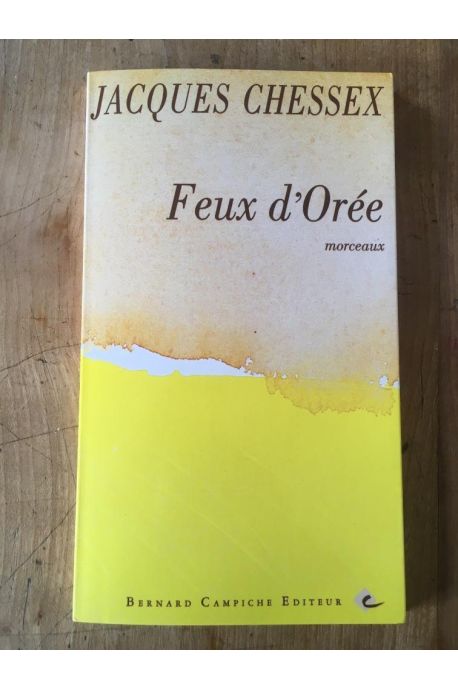 JACQUES CHESSEX
Feux d'Orée
morceaux
BERNARD CAMPICHE EDITEUR